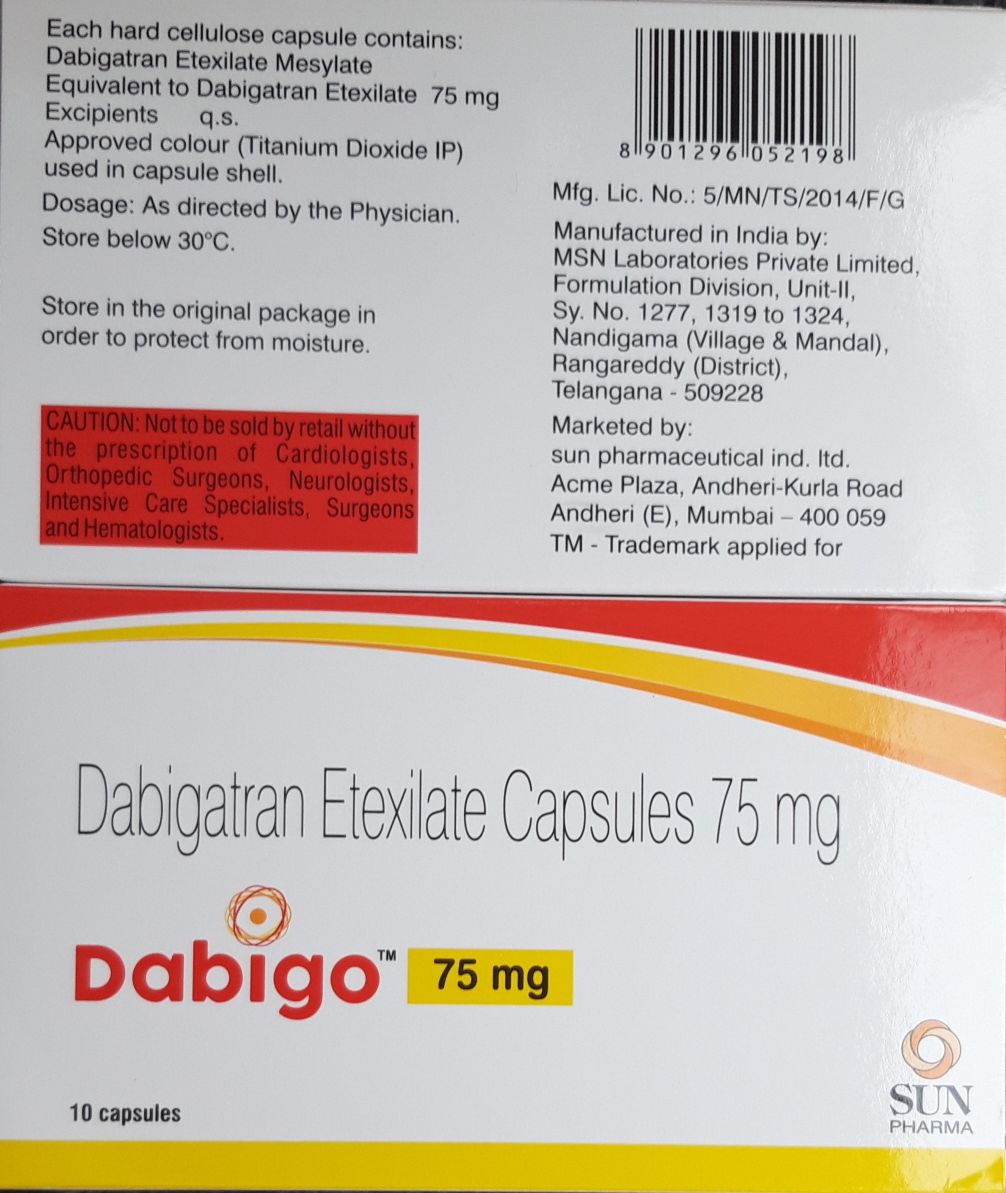 Each hard cellulose capsule contains:
Dabigatran Etexilate Mesylate
Equivalent to Dabigatran Etexilate 75 mg
Excipients q.s.
Approved colour (Titanium Dioxide IP)
used in capsule shell.
Dosage: As directed by the Physician.
Store below 30°C.
Store in the original package in
order to protect from moisture.
CAUTION: Not to be sold by retail without
the prescription of Cardiologists,
Orthopedic Surgeons, Neurologists,
Intensive Care Specialists, Surgeons
and Hematologists.
8 901296 052198
Mfg. Lic. No.: 5/MN/TS/2014/F/G
Manufactured in India by:
MSN Laboratories Private Limited,
Formulation Division, Unit-II,
Sy. No. 1277, 1319 to 1324,
Nandigama (Village & Mandal),
Rangareddy (District),
Telangana - 509228
Marketed by:
sun pharmaceutical ind. ltd.
Acme Plaza, Andheri-Kurla Road
Andheri (E), Mumbai – 400 059
TM - Trademark applied for
Dabigatran Etexilate Capsules 75 mg
Dabigo™ 75 mg
10 capsules
SUN
PHARMA